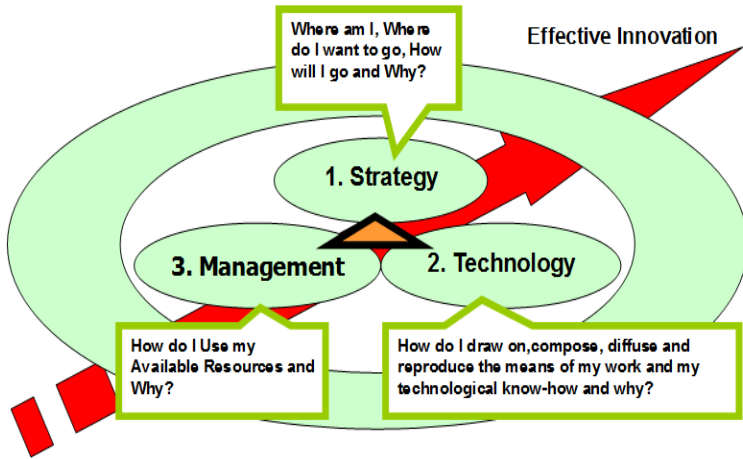 Where am I, Where
do I want to go, How
will I go and Why?
Effective Innovation
1. Strategy
3. Management
2. Technology
How do I Use my
Available Resources and
Why?
How do I draw on,compose, diffuse and
reproduce the means of my work and my
technological know-how and why?